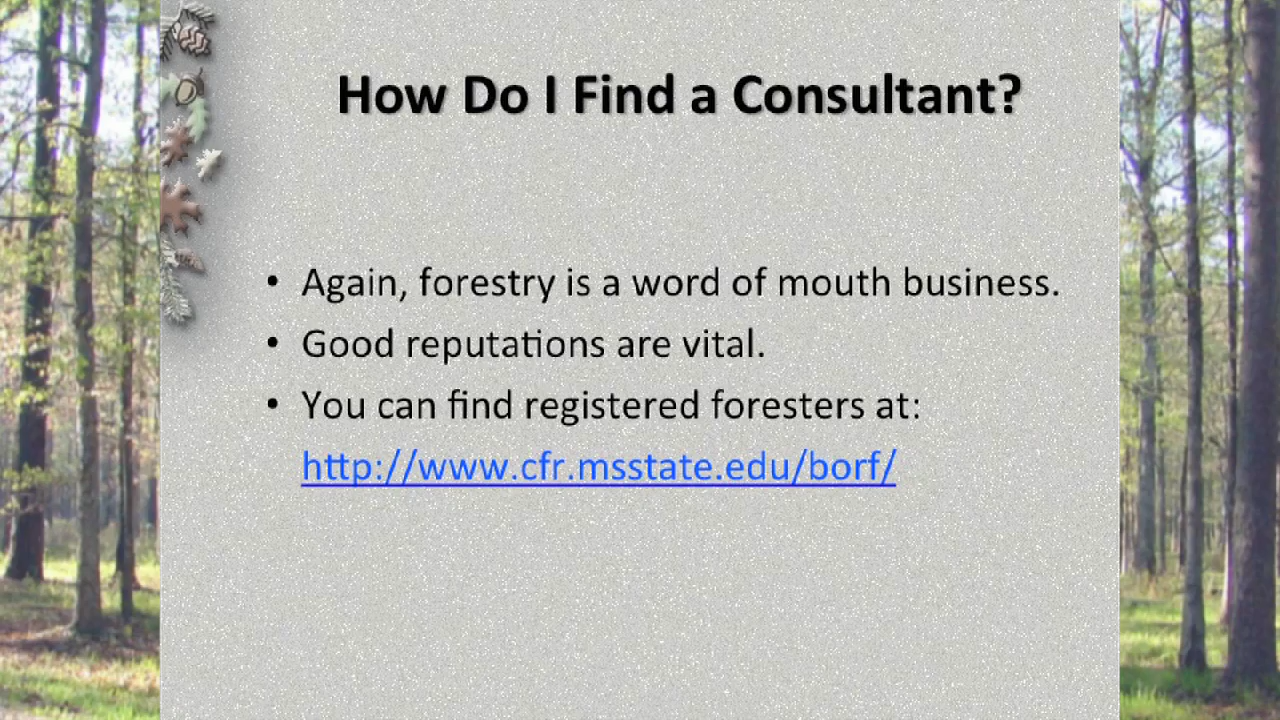 How Do I Find a Consultant?
• Again, forestry is a word of mouth business.
• Good reputations are vital.
• You can find registered foresters at:
http://www.cfr.msstate.edu/borf/